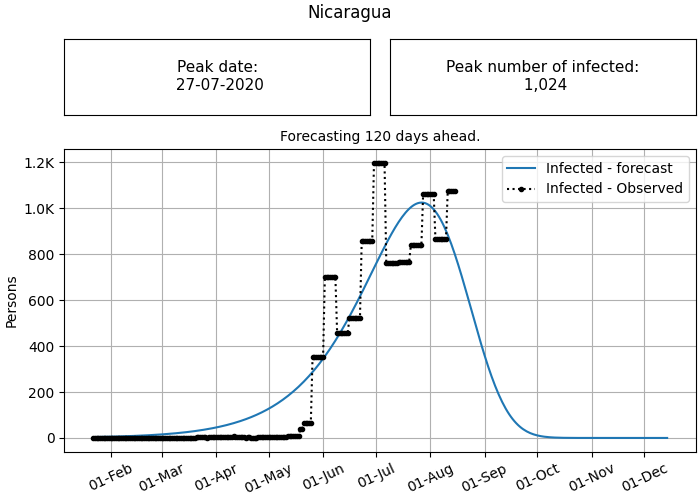 Nicaragua
Peak date:
27-07-2020
Peak number of infected:
1,024
Forecasting 120 days ahead.
Infected - forecast
Infected - Observed
Persons
1.2K
1.0K
800
600
400
200
0
01-Feb
01-Mar
01-Apr
01-May
01-Jun
01-Jul
01-Aug
01-Sep
01-Oct
01-Nov
01-Dec